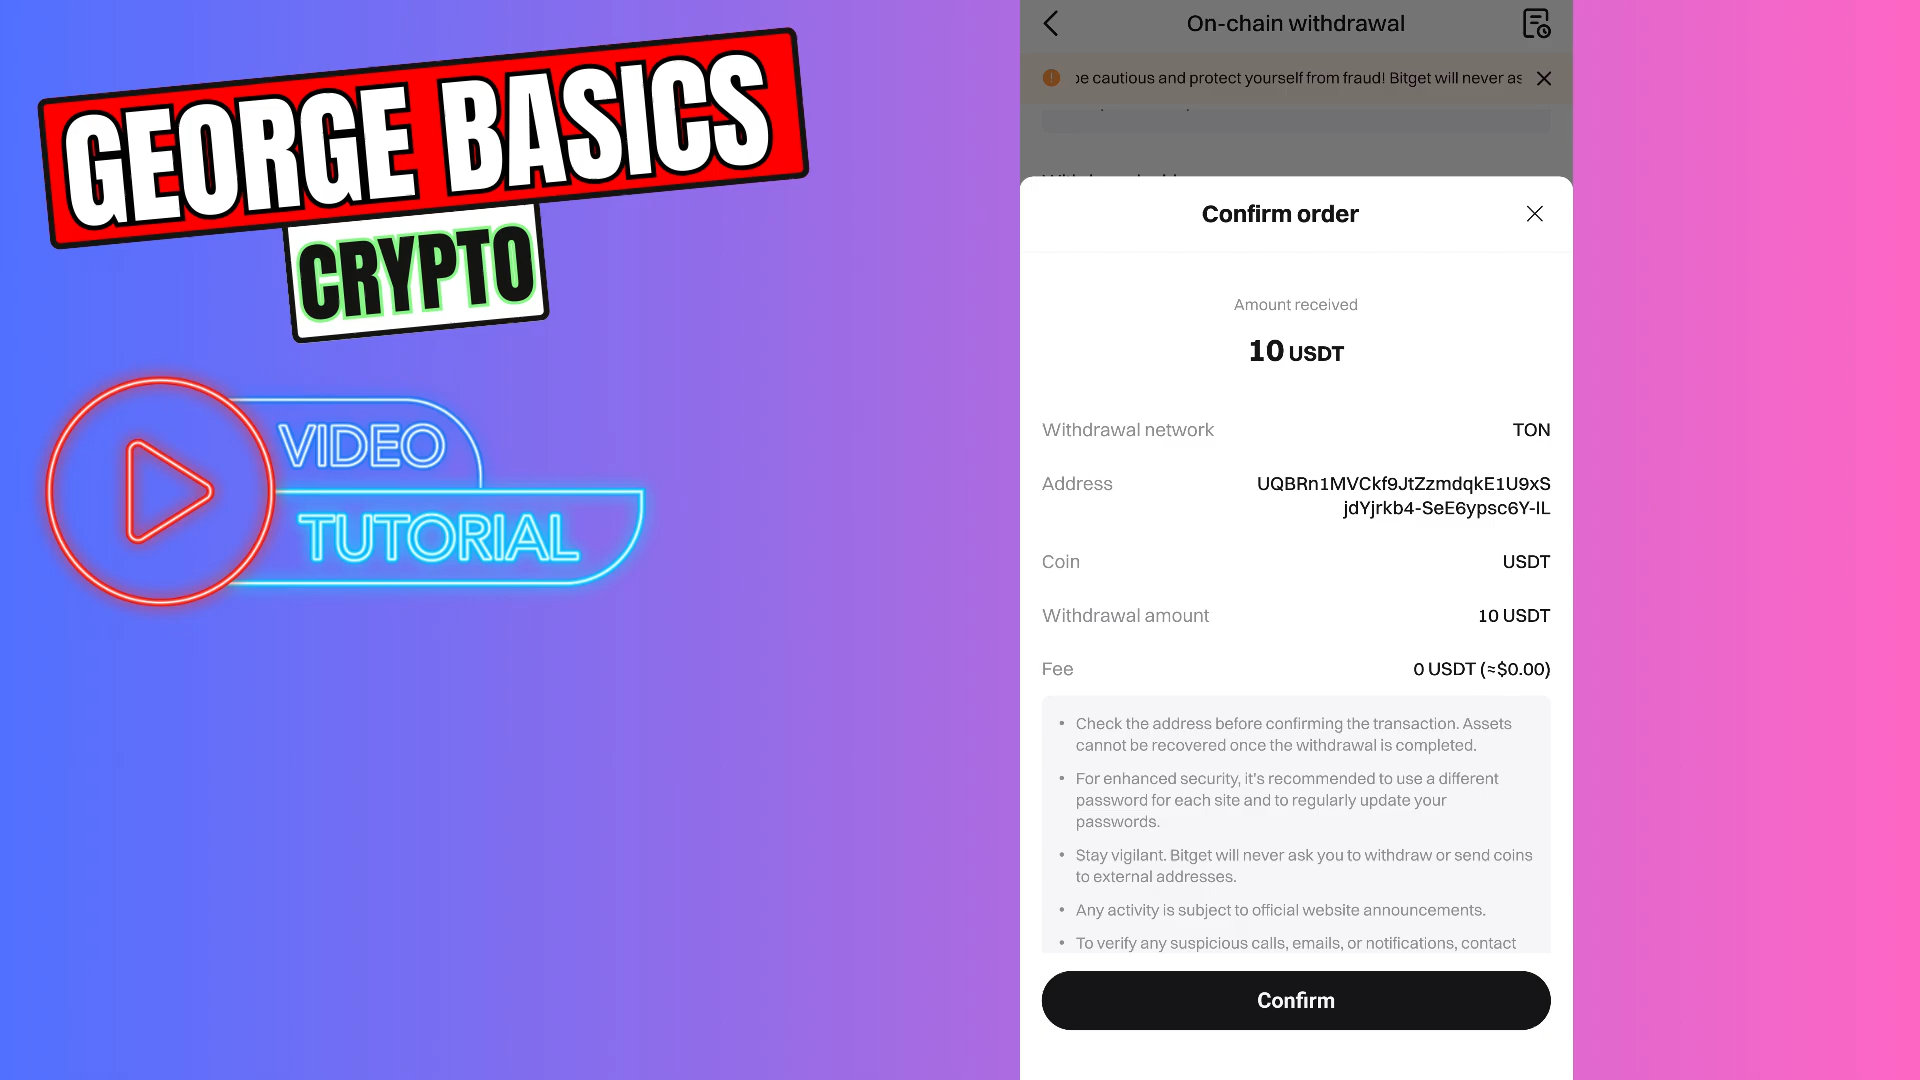 GEORGE BASICS
CRYPTO
VIDEO
TUTORIAL
On-chain withdrawal
be cautious and protect yourself from fraud! Bitget will never as
Confirm order
Amount received
10 USDT
Withdrawal network TON
Address UQBRn1MVCkf9JtZzmdqkE1U9xS
jdYjrkb4-SeE6ypsc6Y-IL
Coin USDT
Withdrawal amount 10 USDT
Fee 0 USDT (≈$0.00)
• Check the address before confirming the transaction. Assets
cannot be recovered once the withdrawal is completed.
• For enhanced security, it's recommended to use a different
password for each site and to regularly update your
passwords.
• Stay vigilant. Bitget will never ask you to withdraw or send coins
to external addresses.
• Any activity is subject to official website announcements.
• To verify any suspicious calls, emails, or notifications, contact
Confirm